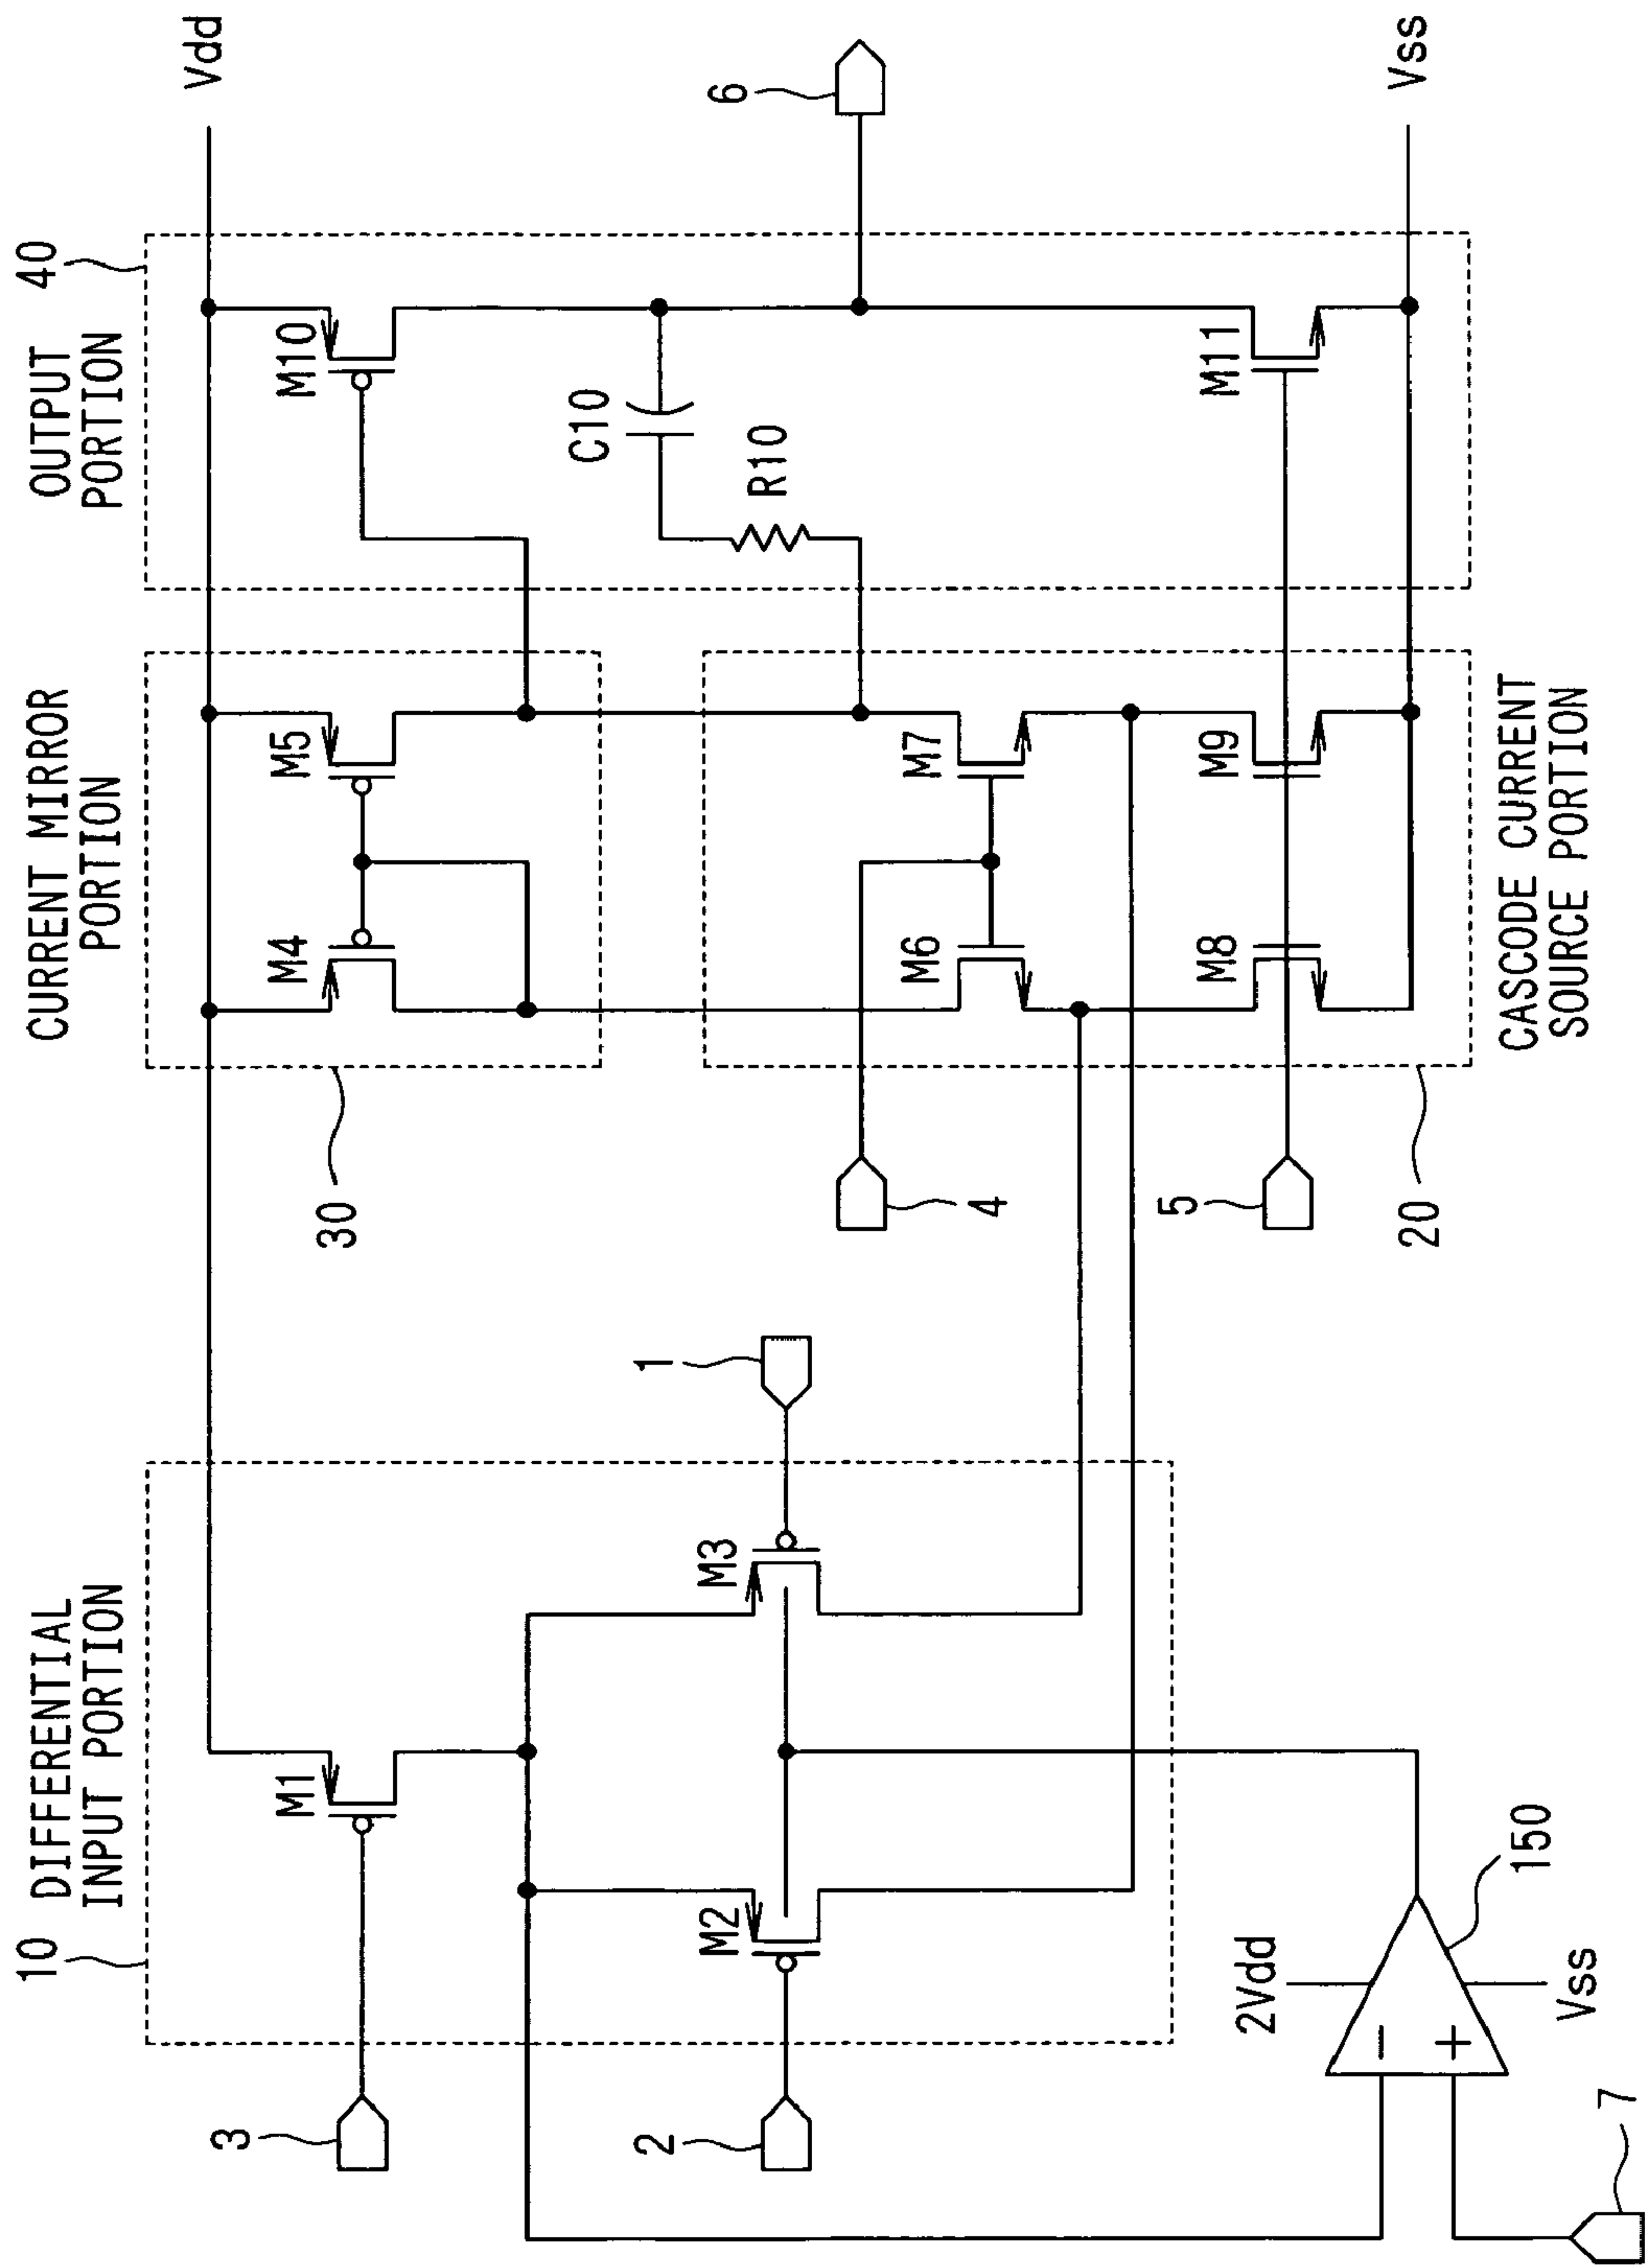 10 DIFFERENTIAL
INPUT PORTION
CURRENT MIRROR
PORTION
OUTPUT
PORTION
40
Vdd
3
M1
M4
M5
M10
30
C10
R10
6
2
M2
M3
1
4
M6
M7
5
M8
M9
M11
Vss
20
CASCODE CURRENT
SOURCE PORTION
2Vdd
−
+
Vss
150
7